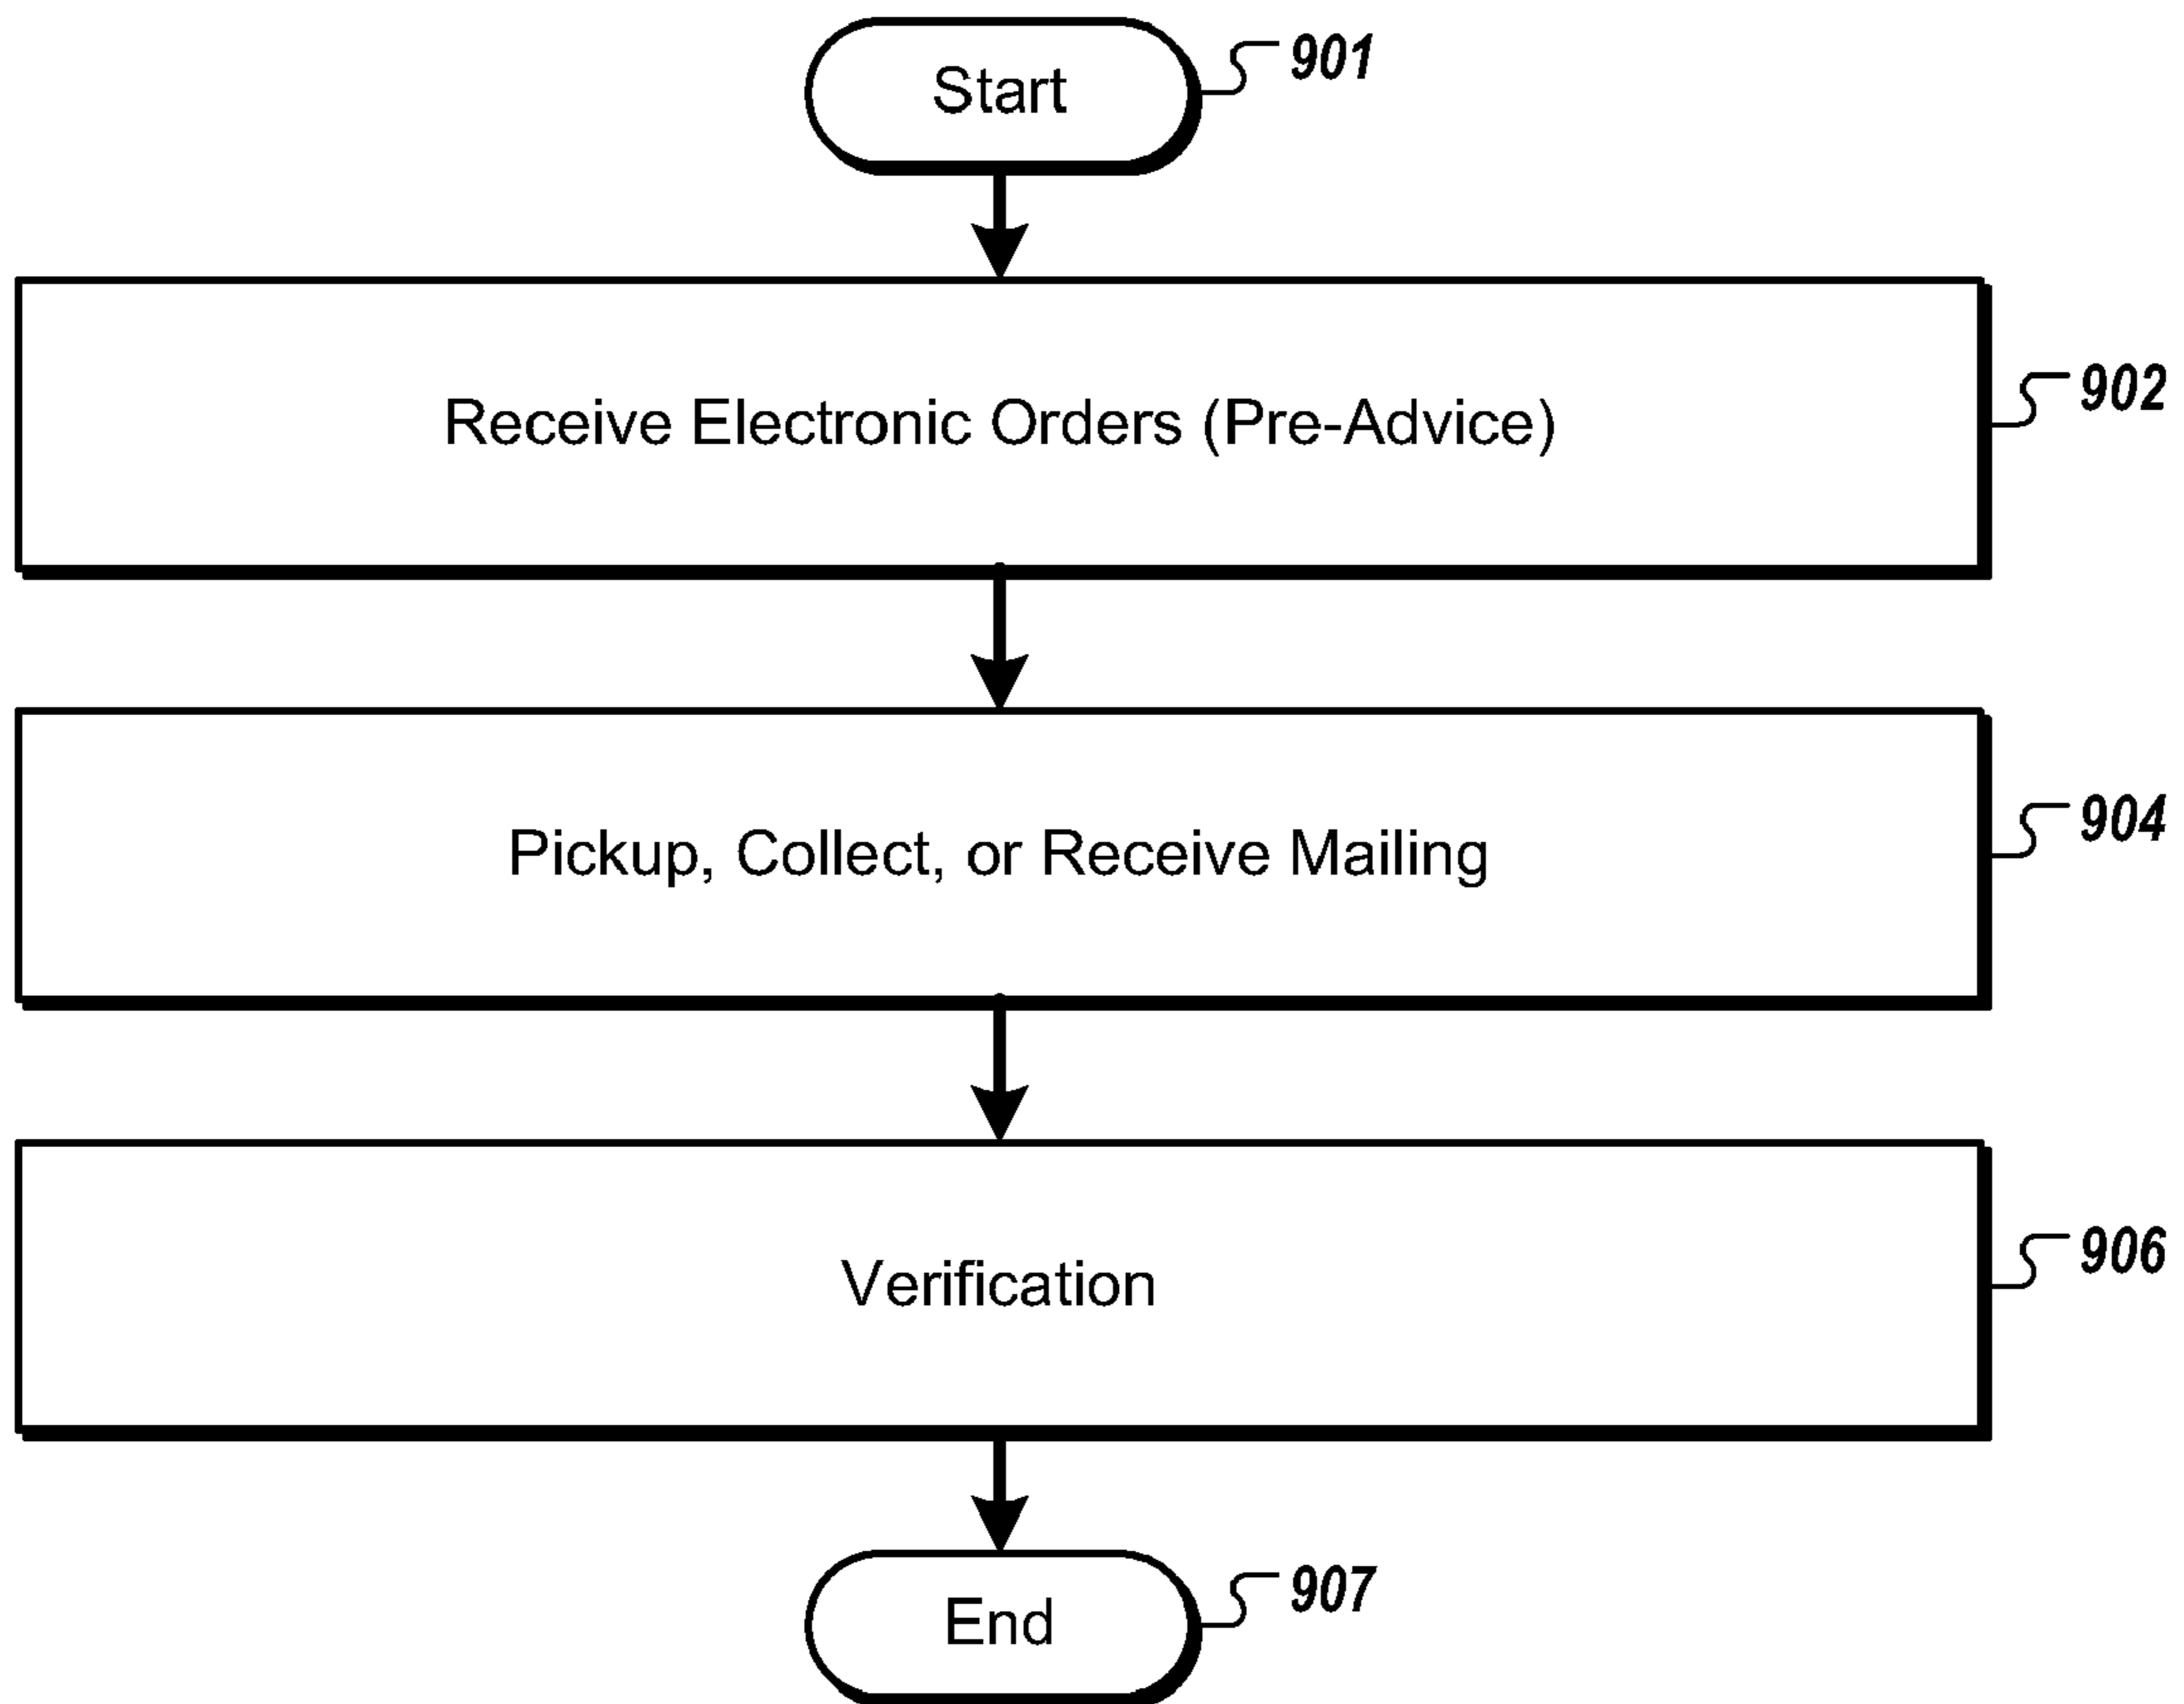 Start
901
Receive Electronic Orders (Pre-Advice)
902
Pickup, Collect, or Receive Mailing
904
Verification
906
End
907